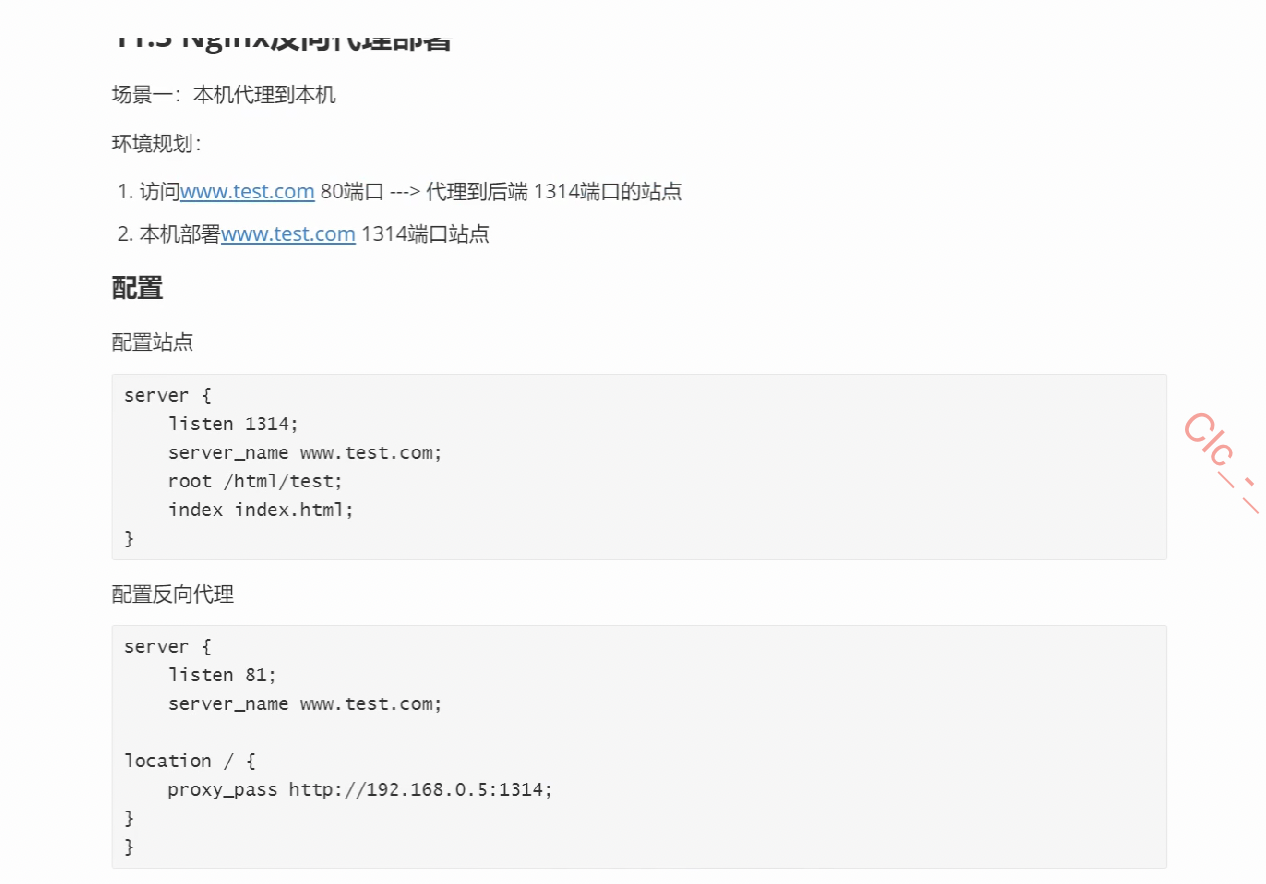 11.3 Nginx反向代理部署
场景一：本机代理到本机
环境规划：
1. 访问www.test.com 80端口 ---> 代理到后端 1314端口的站点
2. 本机部署www.test.com 1314端口站点
配置
配置站点
server {
    listen 1314;
    server_name www.test.com;
    root /html/test;
    index index.html;
}
配置反向代理
server {
    listen 81;
    server_name www.test.com;
location / {
    proxy_pass http://192.168.0.5:1314;
}
}